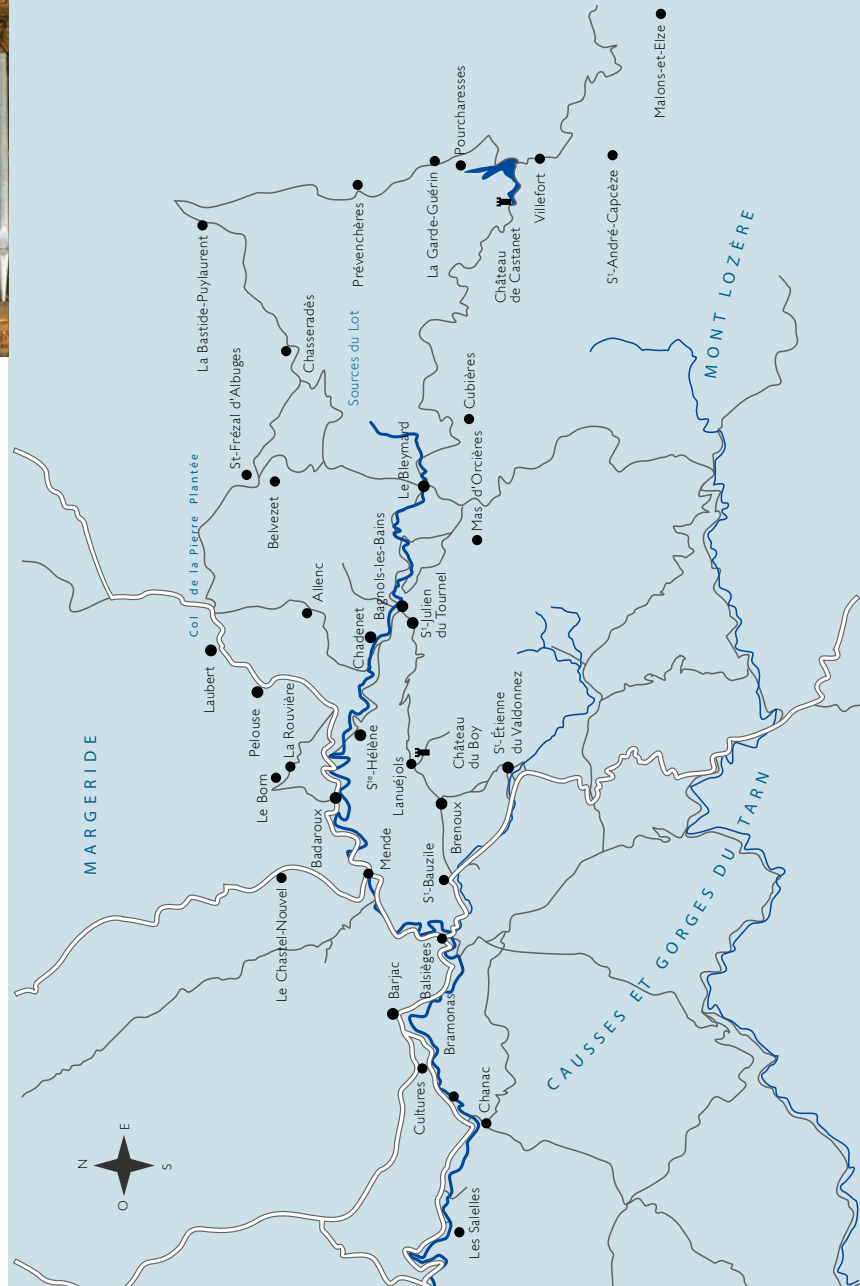 MARGERIDE
N
O
E
S
Col de la Pierre Plantée
La Bastide-Puylaurent
St-Frézal d'Albuges
Chasseradès
Belvezet
Laubert
Allenc
Pelouse
La Rouvière
Le Born
Badaroux
Le Chastel-Nouvel
Mende
Sᵗᵉ-Hélène
Chadenet
Bagnols-les-Bains
Sᵗ-Julien
du Tournel
Le Bleymard
Sources du Lot
Prévenchères
La Garde-Guérin
Pourcharesses
Château
de Castanet
Villefort
Sᵗ-André-Capcèze
Malons-et-Elze
Cubières
Mas d'Orcières
Lanuéjols
Château
du Boy
Brenoux
Sᵗ-Étienne
du Valdonnez
Sᵗ-Bauzile
Balsièges
Barjac
Bramonas
Cultures
Chanac
Les Salelles
MONT LOZÈRE
CAUSSES ET GORGES DU TARN